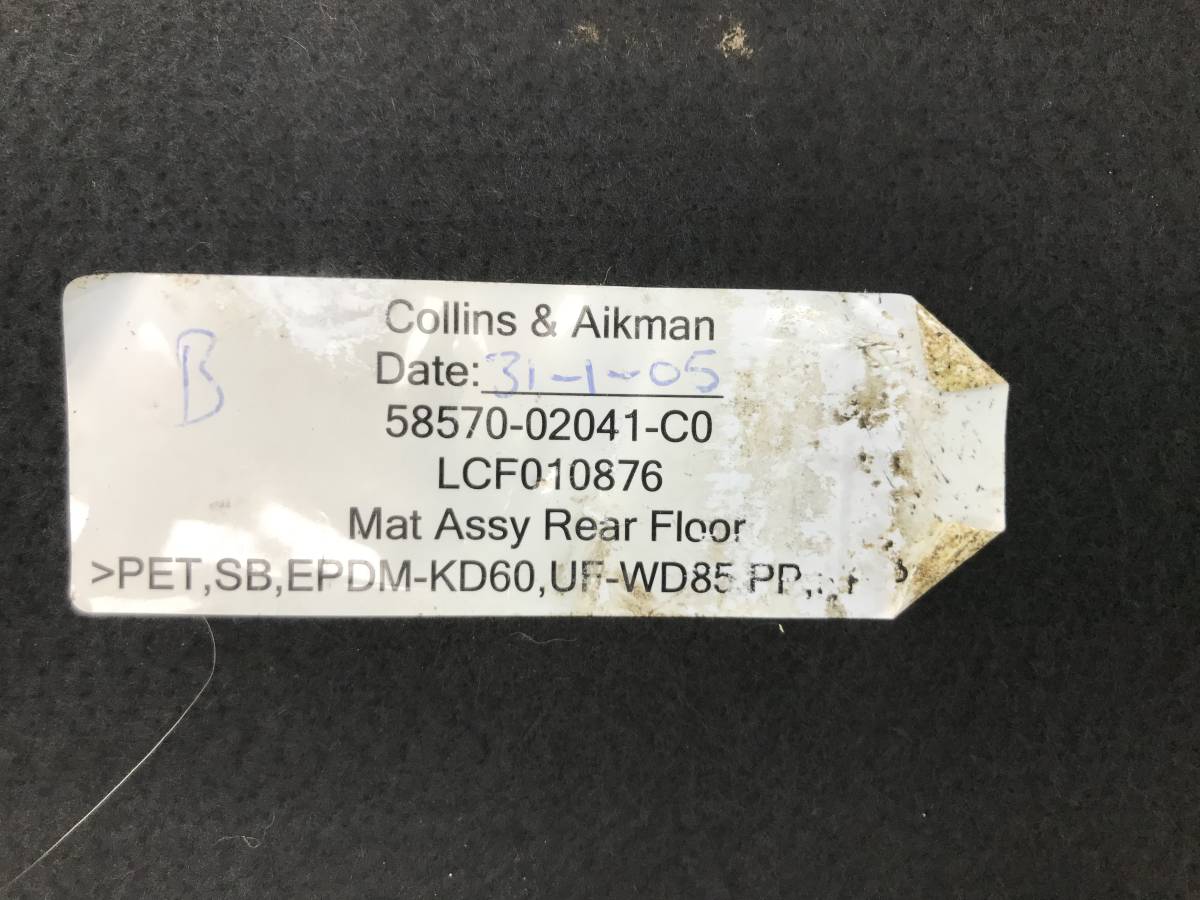 Collins & Aikman
B
Date: 31-1-05
58570-02041-C0
LCF010876
Mat Assy Rear Floor
>PET,SB,EPDM-KD60,UF-WD85